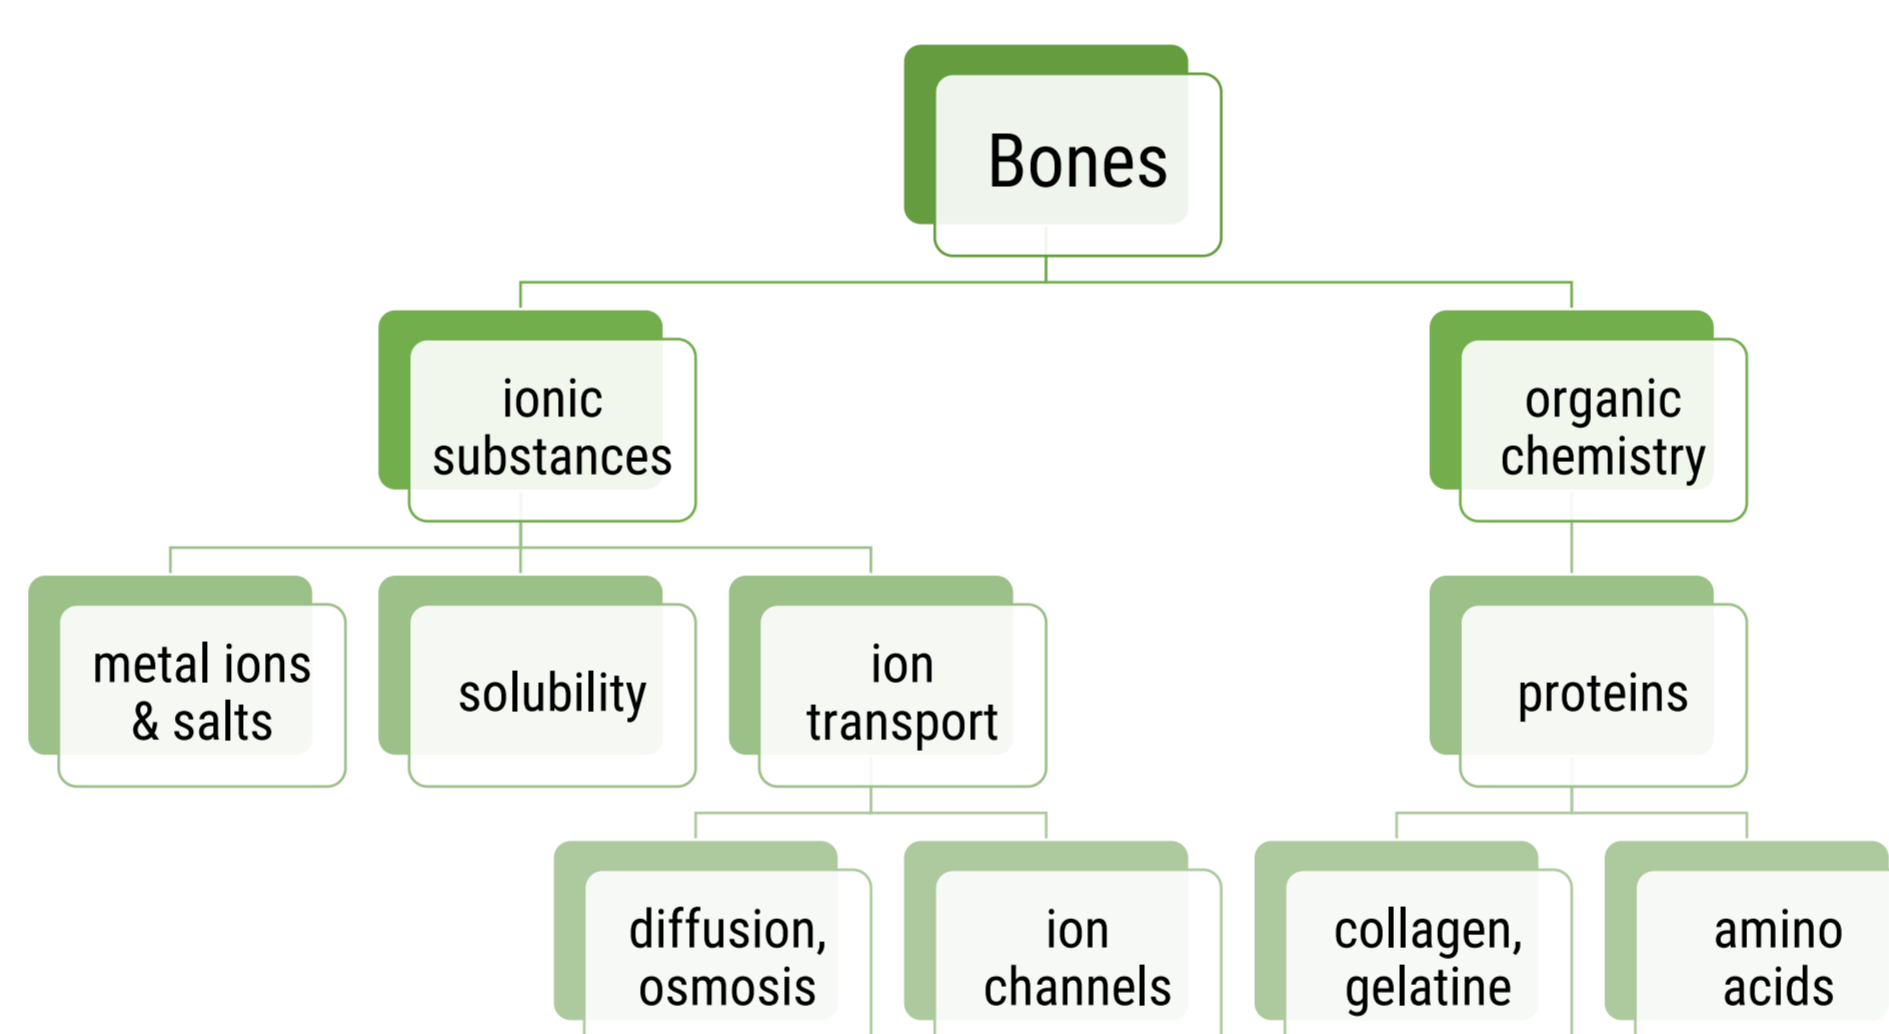 Bones
ionic
substances
organic
chemistry
metal ions
& salts
solubility
ion
transport
proteins
diffusion,
osmosis
ion
channels
collagen,
gelatine
amino
acids